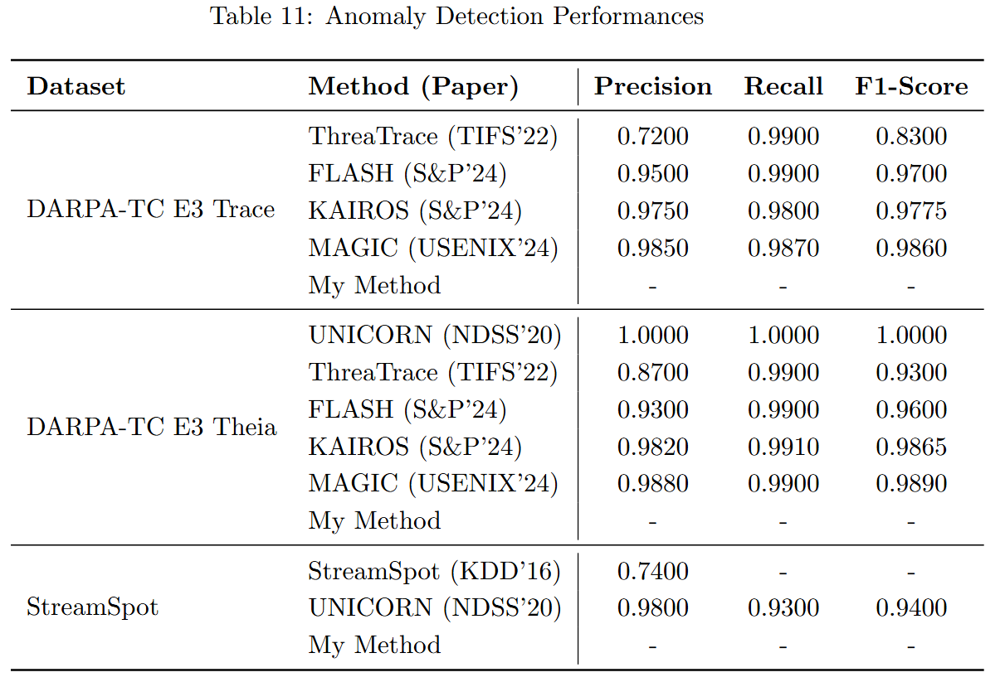 Table 11: Anomaly Detection Performances
Dataset Method (Paper) Precision Recall F1-Score
ThreaTrace (TIFS’22) 0.7200 0.9900 0.8300
FLASH (S&P’24) 0.9500 0.9900 0.9700
DARPA-TC E3 Trace KAIROS (S&P’24) 0.9750 0.9800 0.9775
MAGIC (USENIX’24) 0.9850 0.9870 0.9860
My Method - - -
UNICORN (NDSS’20) 1.0000 1.0000 1.0000
ThreaTrace (TIFS’22) 0.8700 0.9900 0.9300
FLASH (S&P’24) 0.9300 0.9900 0.9600
DARPA-TC E3 Theia
KAIROS (S&P’24) 0.9820 0.9910 0.9865
MAGIC (USENIX’24) 0.9880 0.9900 0.9890
My Method - - -
StreamSpot (KDD’16) 0.7400 - -
StreamSpot UNICORN (NDSS’20) 0.9800 0.9300 0.9400
My Method - - -